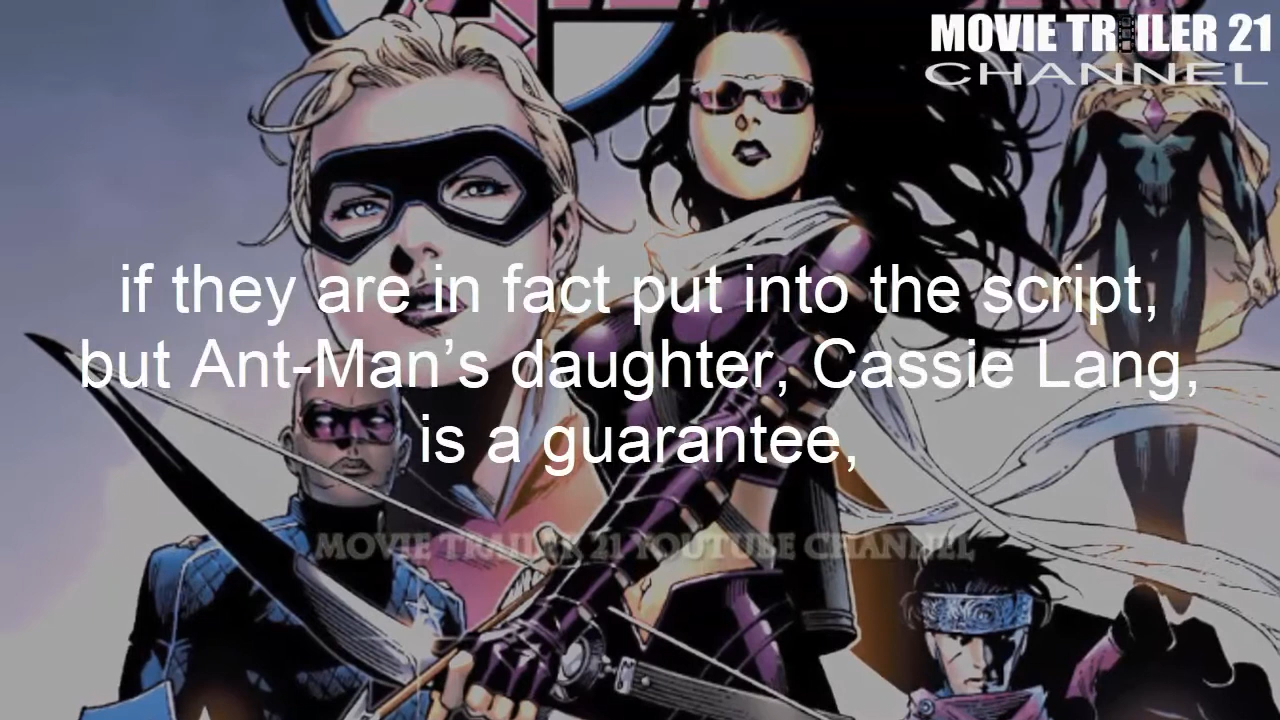 MOVIE TRAILER 21
CHANNEL
if they are in fact put into the script,
but Ant-Man’s daughter, Cassie Lang,
is a guarantee,
MOVIE TRAILER 21 YOUTUBE CHANNEL